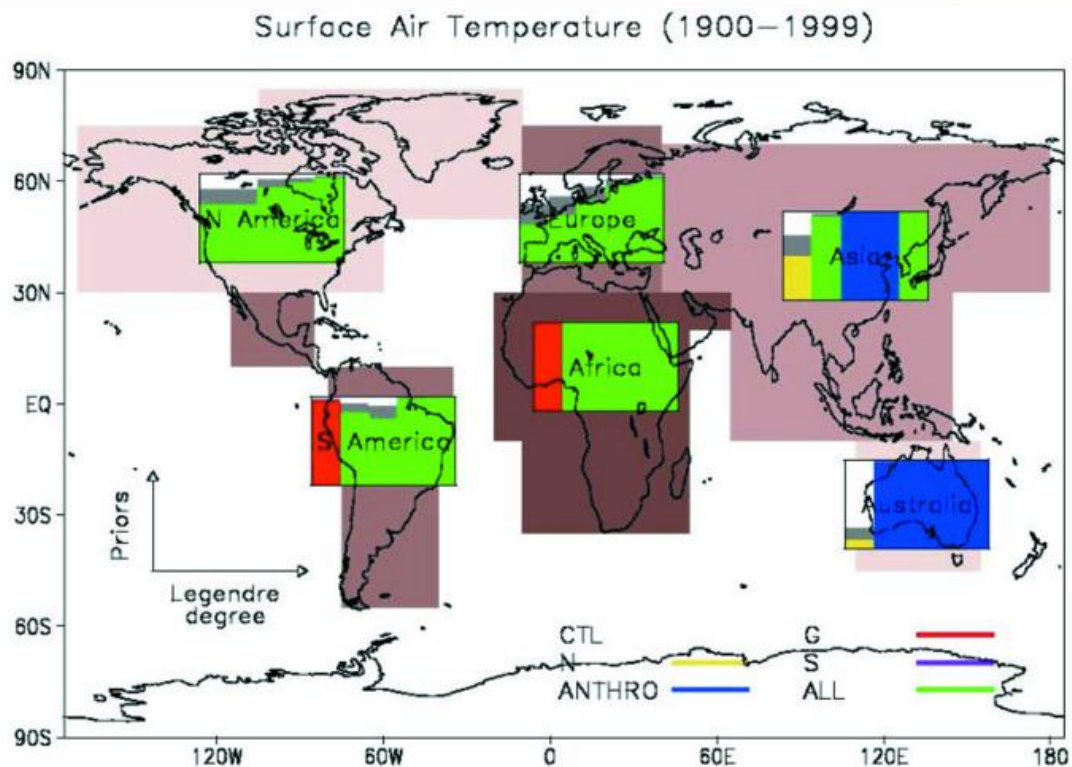 Surface Air Temperature (1900−1999)
90N
60N
N America
Europe
Asia
30N
Africa
EQ
S America
Australia
30S
Priors
Legendre
degree
60S
CTL G
N S
ANTHRO ALL
90S
120W 60W 0 60E 120E 180